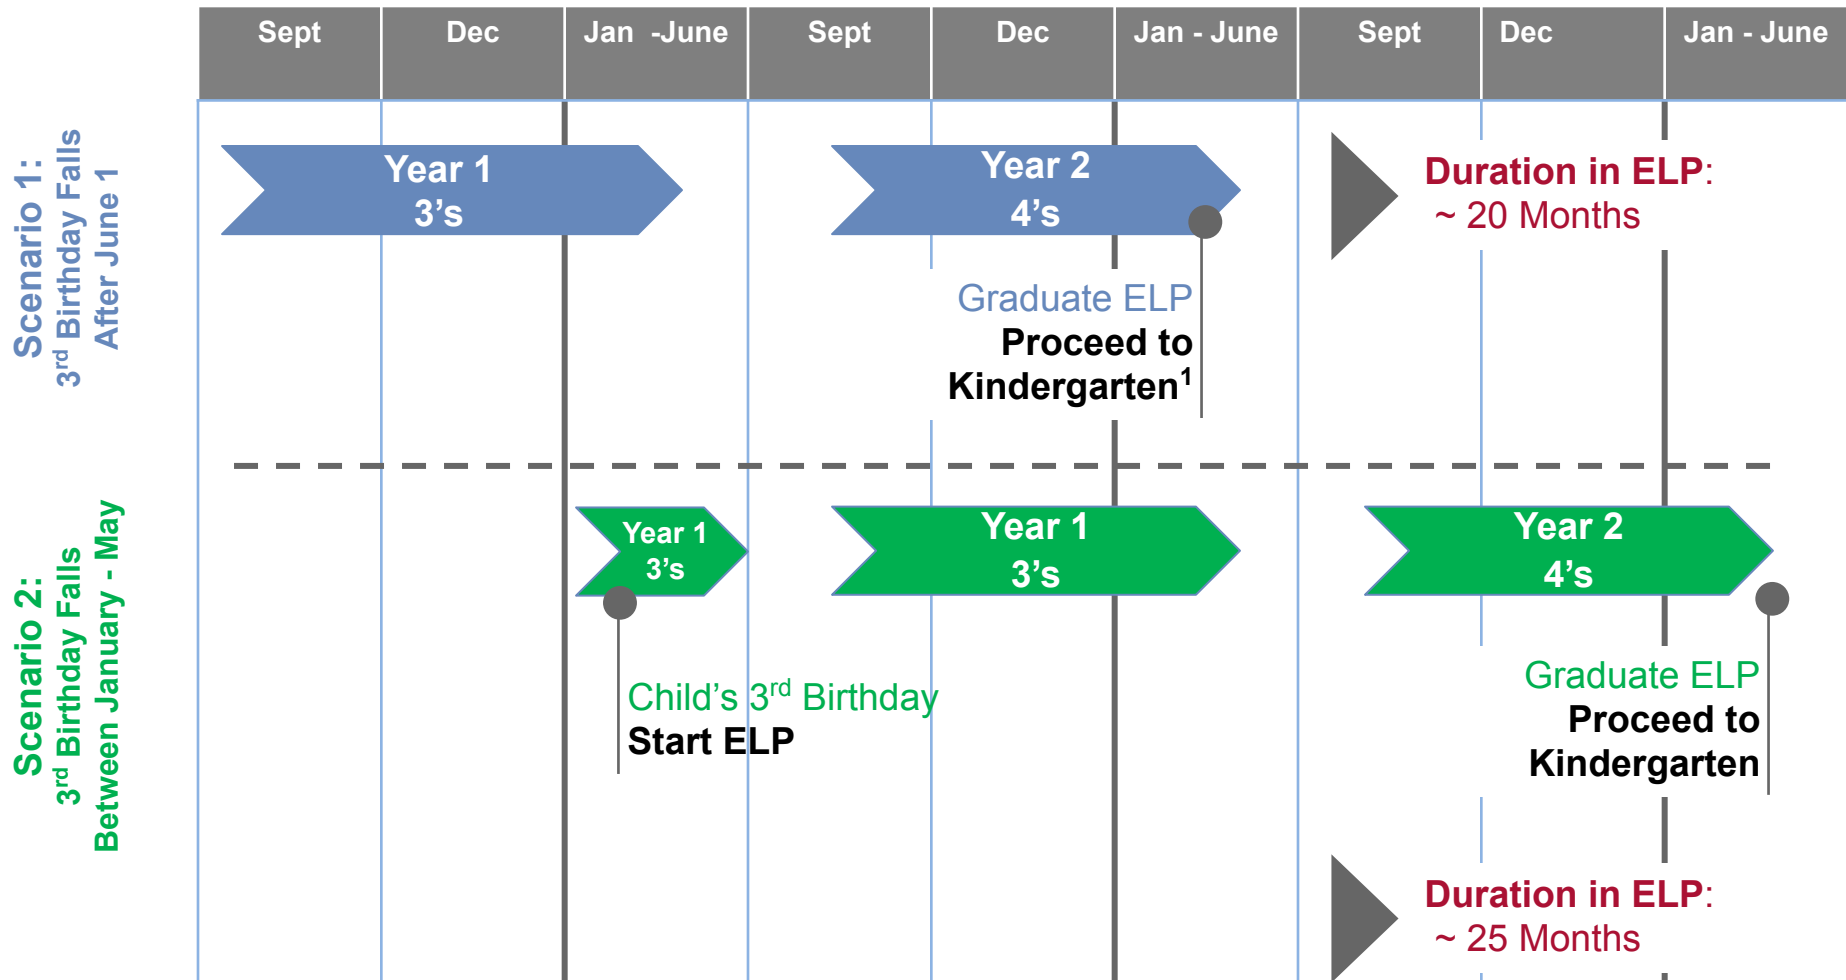 Sept Dec Jan -June Sept Dec Jan - June Sept Dec Jan - June
Scenario 1:
3rd Birthday Falls
After June 1
Year 1
3’s
Year 2
4’s
Duration in ELP:
~ 20 Months
Graduate ELP
Proceed to
Kindergarten1
Scenario 2:
3rd Birthday Falls
Between January - May
Year 1
3’s
Year 1
3’s
Year 2
4’s
Child’s 3rd Birthday
Start ELP
Graduate ELP
Proceed to
Kindergarten
Duration in ELP:
~ 25 Months